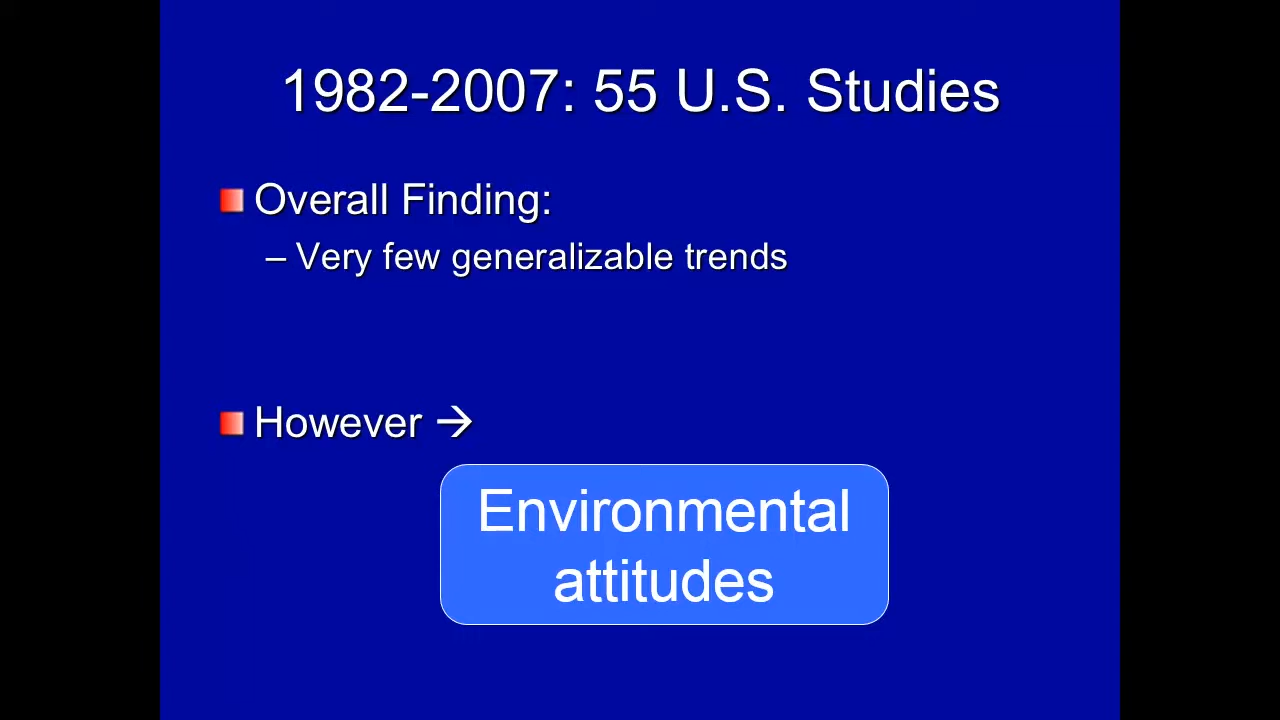 1982-2007: 55 U.S. Studies
Overall Finding:
– Very few generalizable trends
However →
Environmental
attitudes